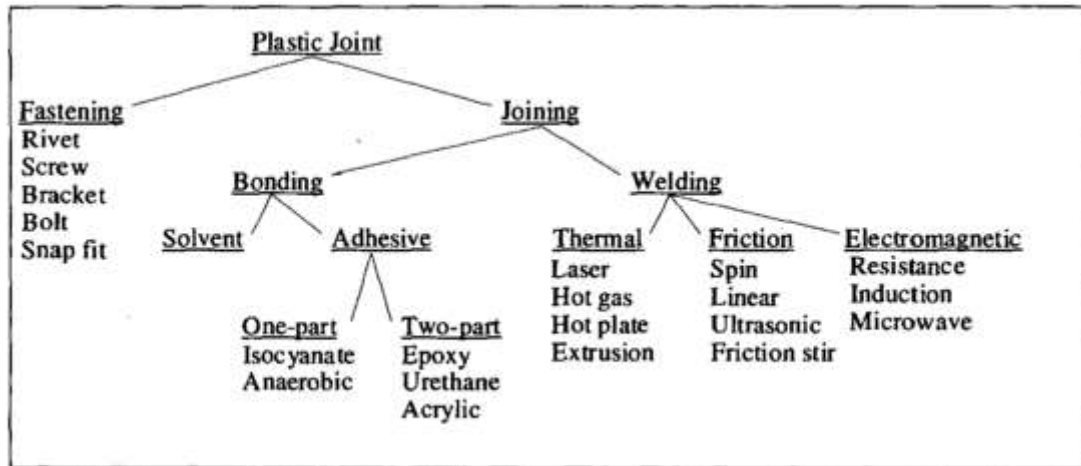 Plastic Joint
Fastening
Rivet
Screw
Bracket
Bolt
Snap fit
Joining
Bonding
Solvent
Adhesive
One-part
Isocyanate
Anaerobic
Two-part
Epoxy
Urethane
Acrylic
Welding
Thermal
Laser
Hot gas
Hot plate
Extrusion
Friction
Spin
Linear
Ultrasonic
Friction stir
Electromagnetic
Resistance
Induction
Microwave